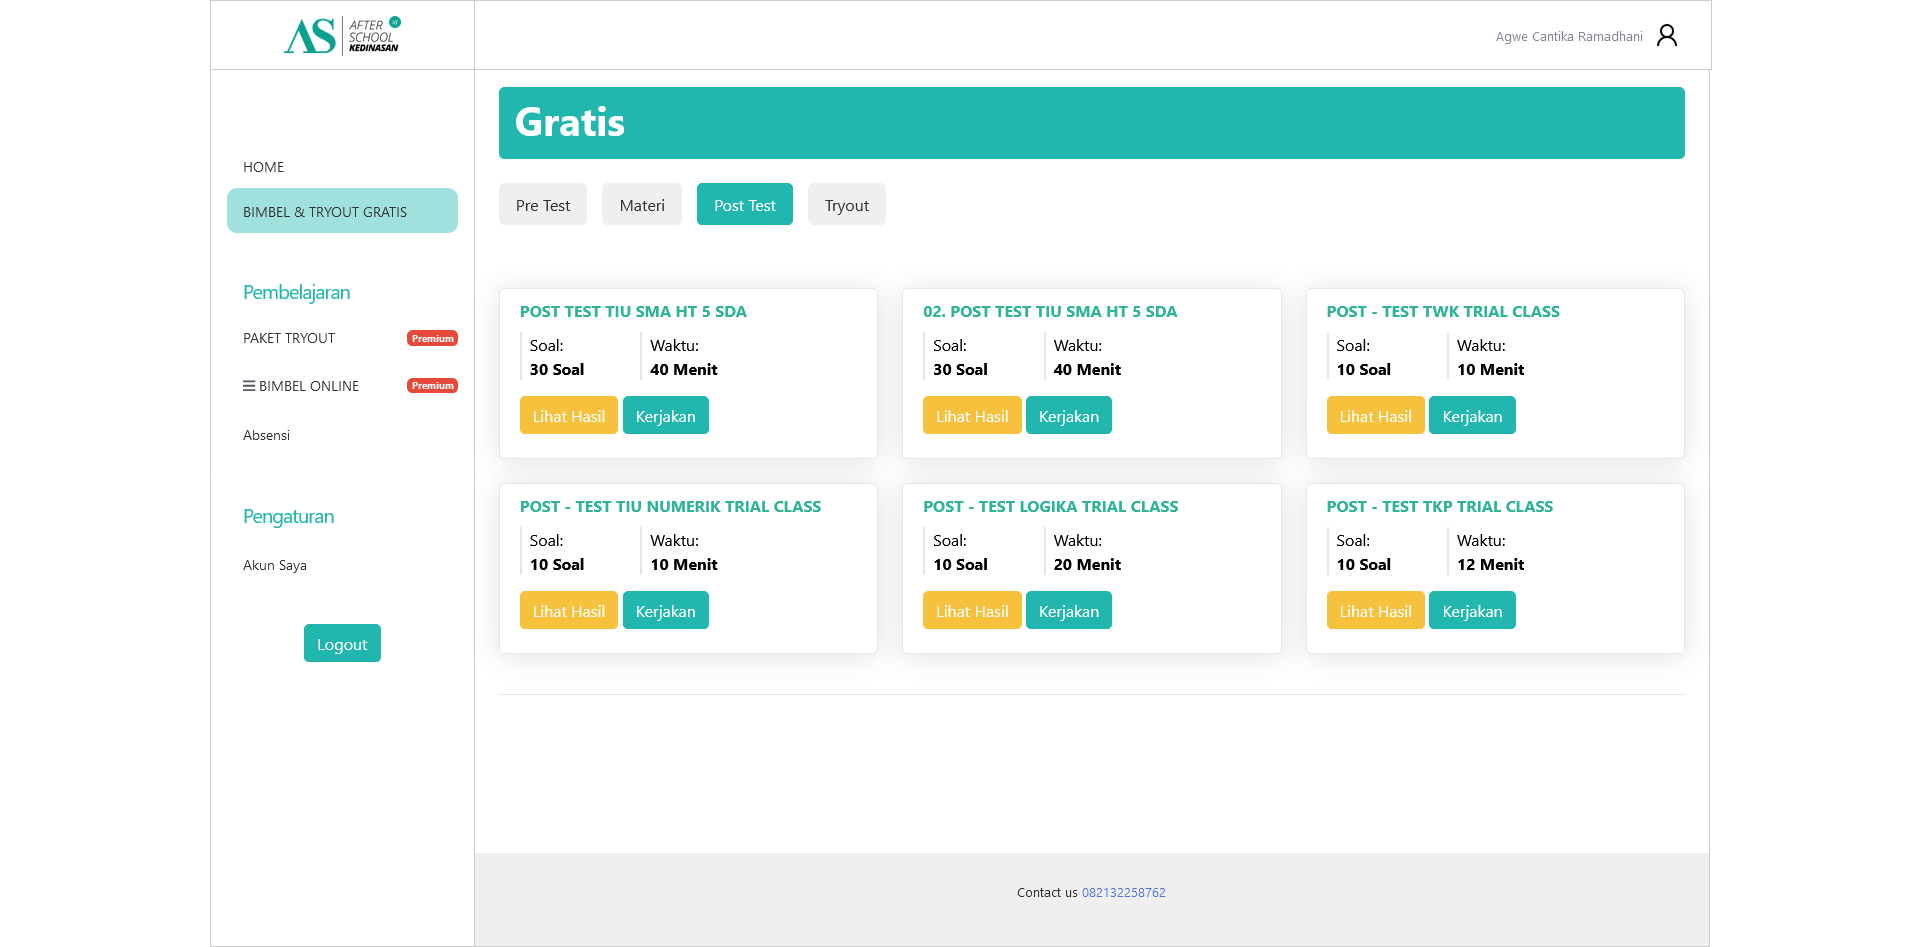 AS AFTER
SCHOOL
KEDINASAN
Agwe Cantika Ramadhani
HOME
BIMBEL & TRYOUT GRATIS
Pembelajaran
PAKET TRYOUT Premium
BIMBEL ONLINE Premium
Absensi
Pengaturan
Akun Saya
Logout
Gratis
Pre Test Materi Post Test Tryout
POST TEST TIU SMA HT 5 SDA
Soal: Waktu:
30 Soal 40 Menit
Lihat Hasil Kerjakan
02. POST TEST TIU SMA HT 5 SDA
Soal: Waktu:
30 Soal 40 Menit
Lihat Hasil Kerjakan
POST - TEST TWK TRIAL CLASS
Soal: Waktu:
10 Soal 10 Menit
Lihat Hasil Kerjakan
POST - TEST TIU NUMERIK TRIAL CLASS
Soal: Waktu:
10 Soal 10 Menit
Lihat Hasil Kerjakan
POST - TEST LOGIKA TRIAL CLASS
Soal: Waktu:
10 Soal 20 Menit
Lihat Hasil Kerjakan
POST - TEST TKP TRIAL CLASS
Soal: Waktu:
10 Soal 12 Menit
Lihat Hasil Kerjakan
Contact us 082132258762